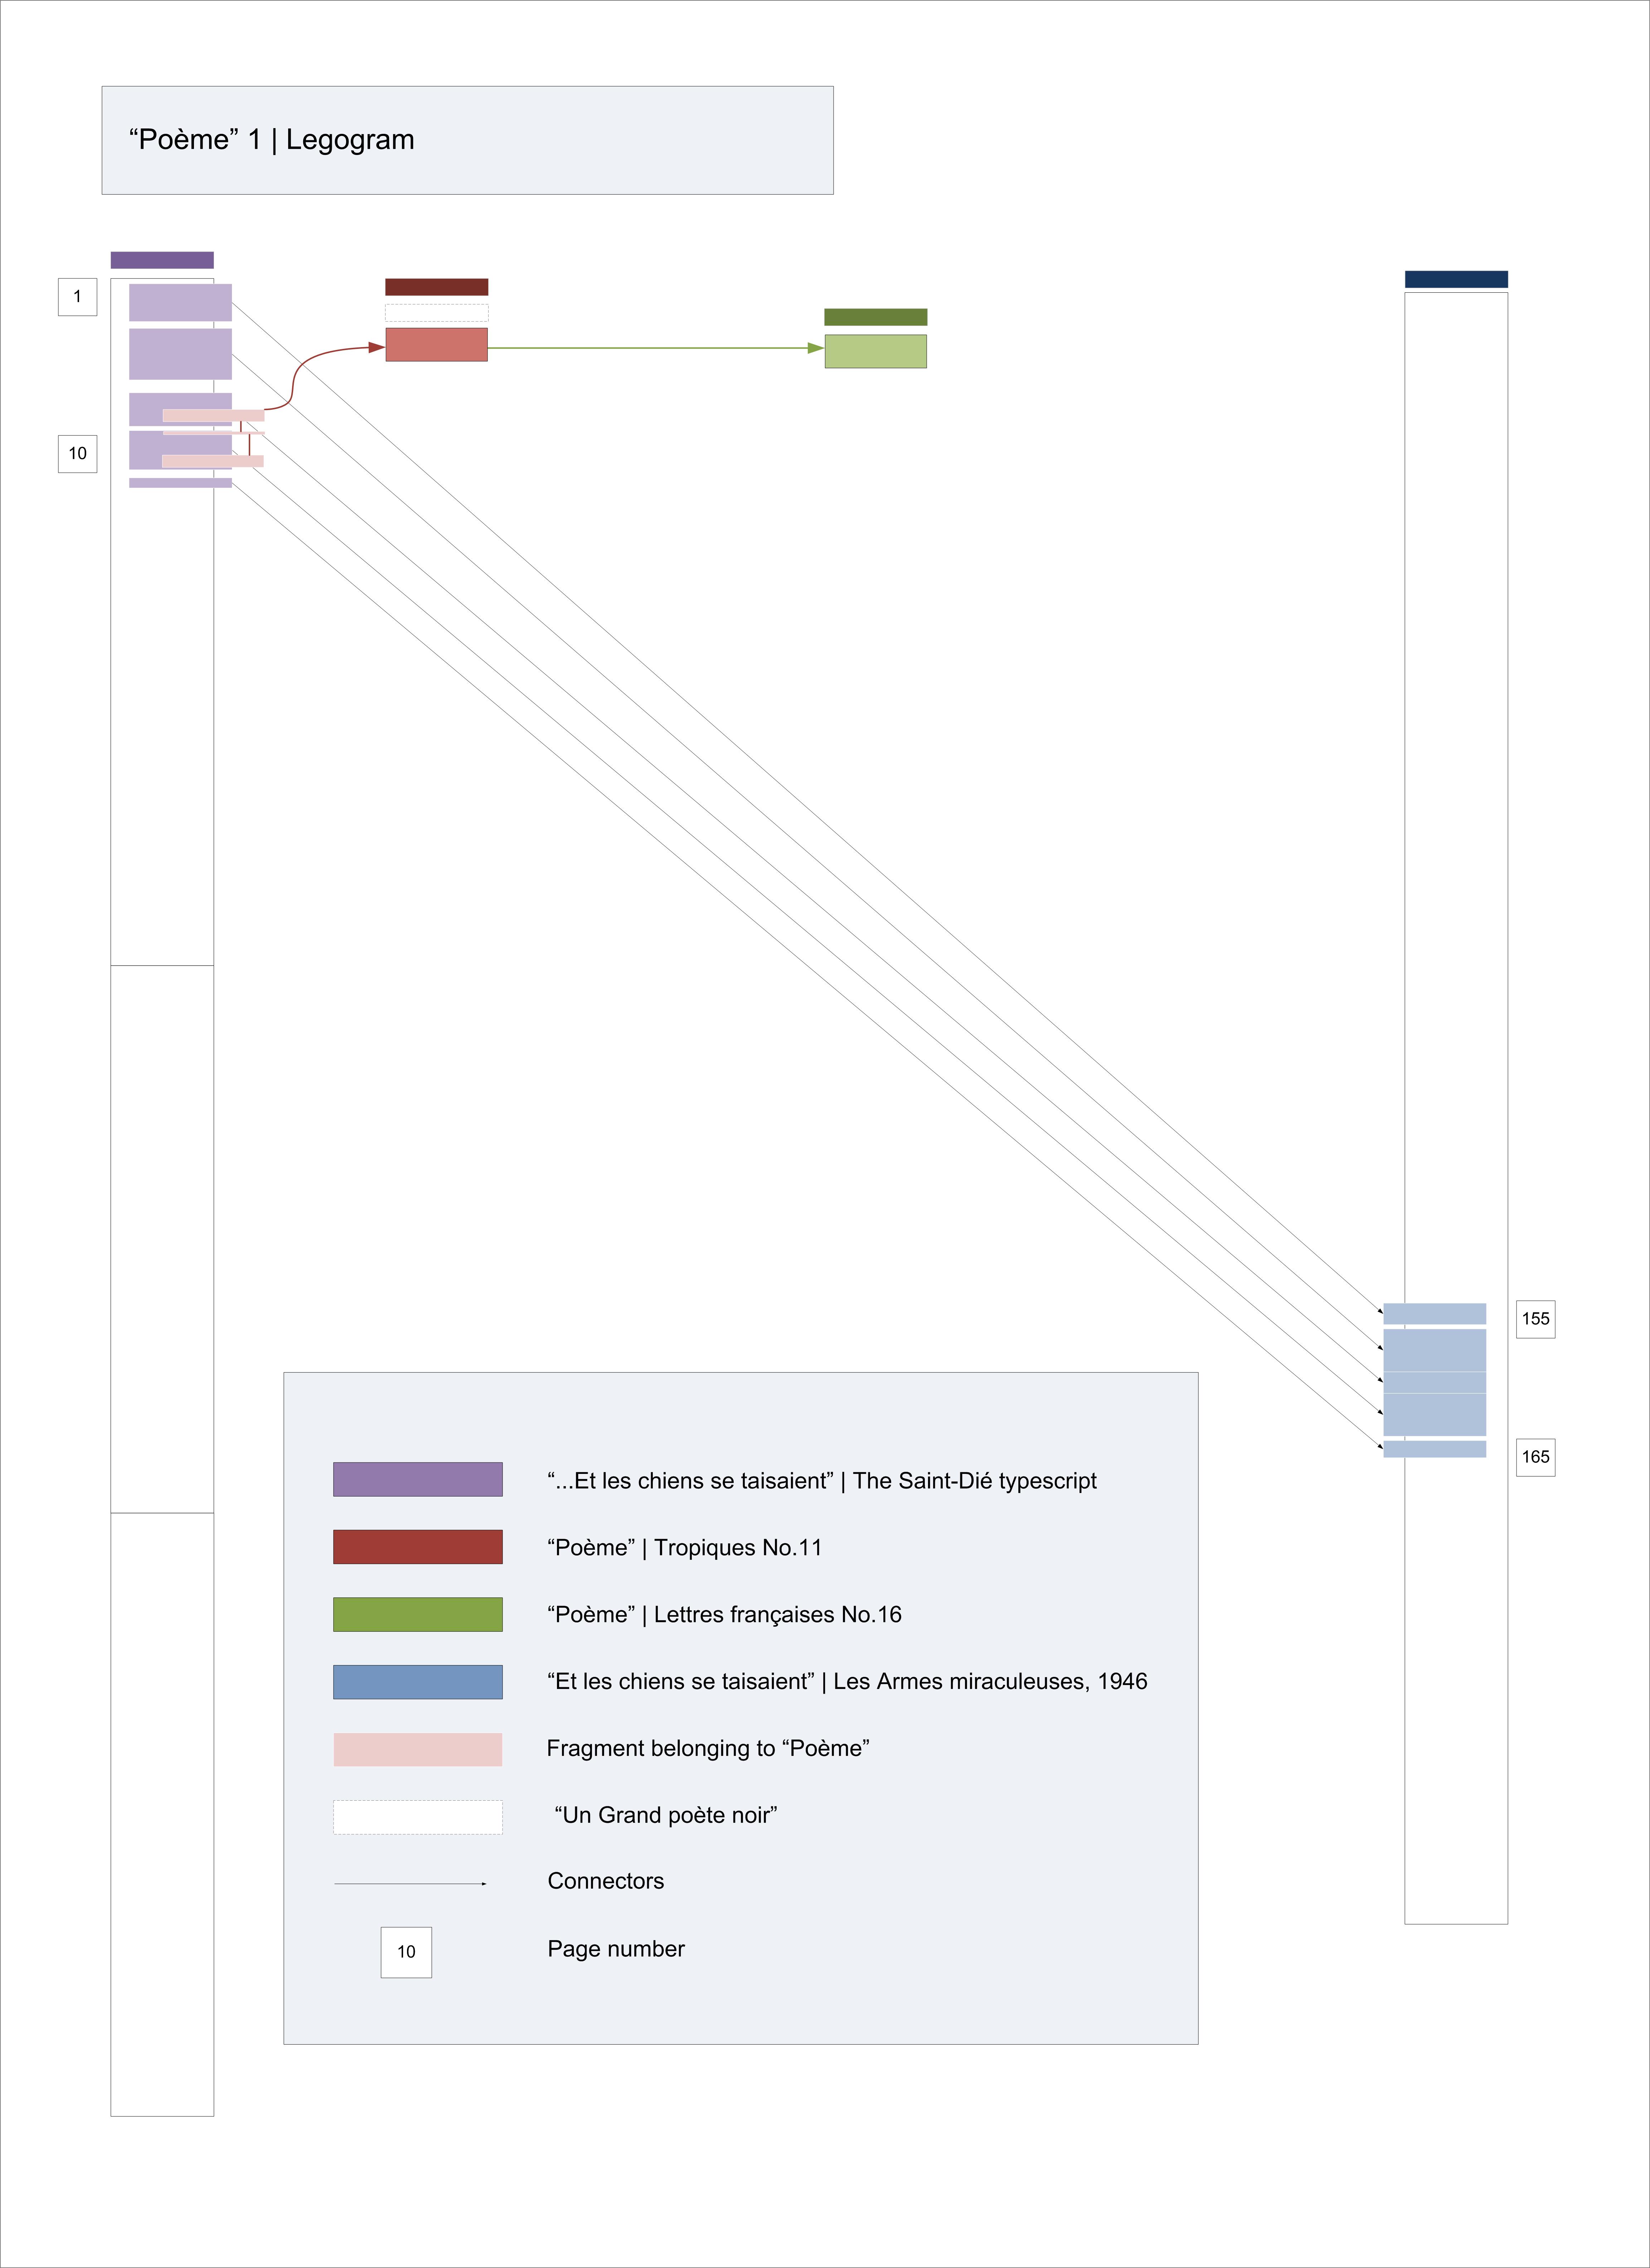 “Poème” 1 | Legogram
1
10
155
165
“...Et les chiens se taisaient” | The Saint-Dié typescript
“Poème” | Tropiques No.11
“Poème” | Lettres françaises No.16
“Et les chiens se taisaient” | Les Armes miraculeuses, 1946
Fragment belonging to “Poème”
“Un Grand poète noir”
Connectors
10 Page number